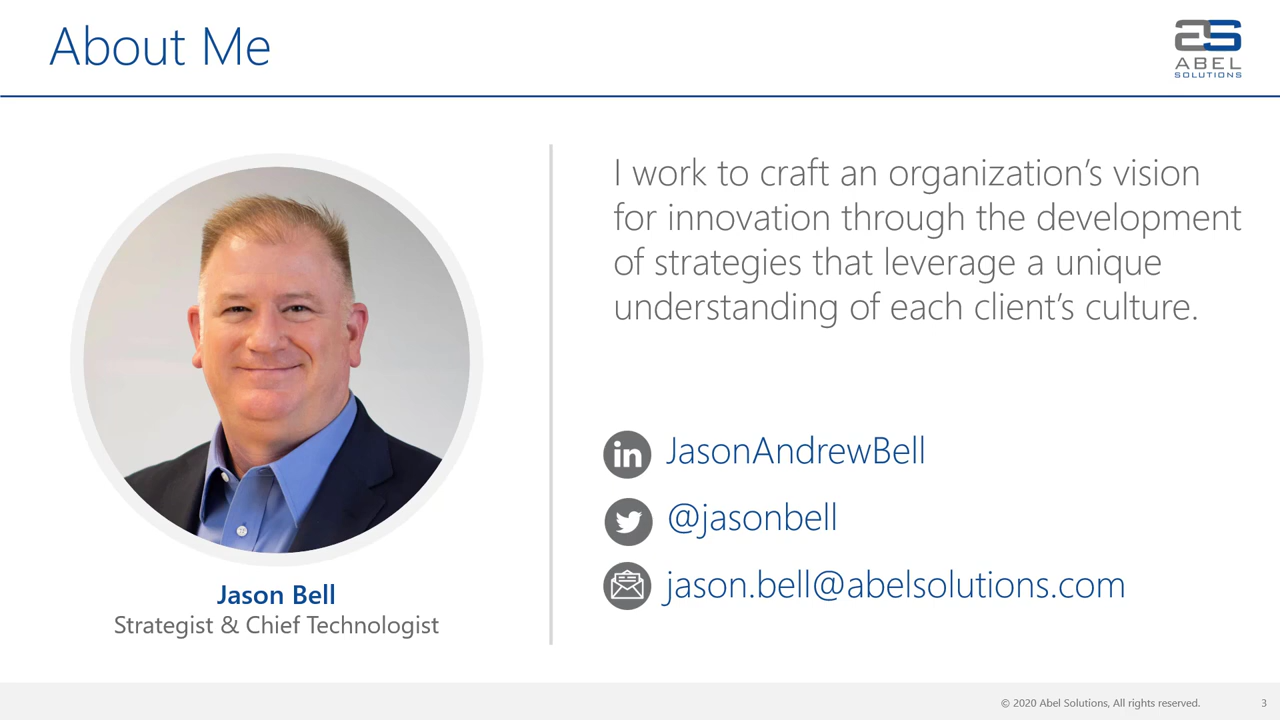 About Me
ABEL
SOLUTIONS
I work to craft an organization’s vision
for innovation through the development
of strategies that leverage a unique
understanding of each client’s culture.
in JasonAndrewBell
@jasonbell
jason.bell@abelsolutions.com
Jason Bell
Strategist & Chief Technologist
© 2020 Abel Solutions, All rights reserved.
3